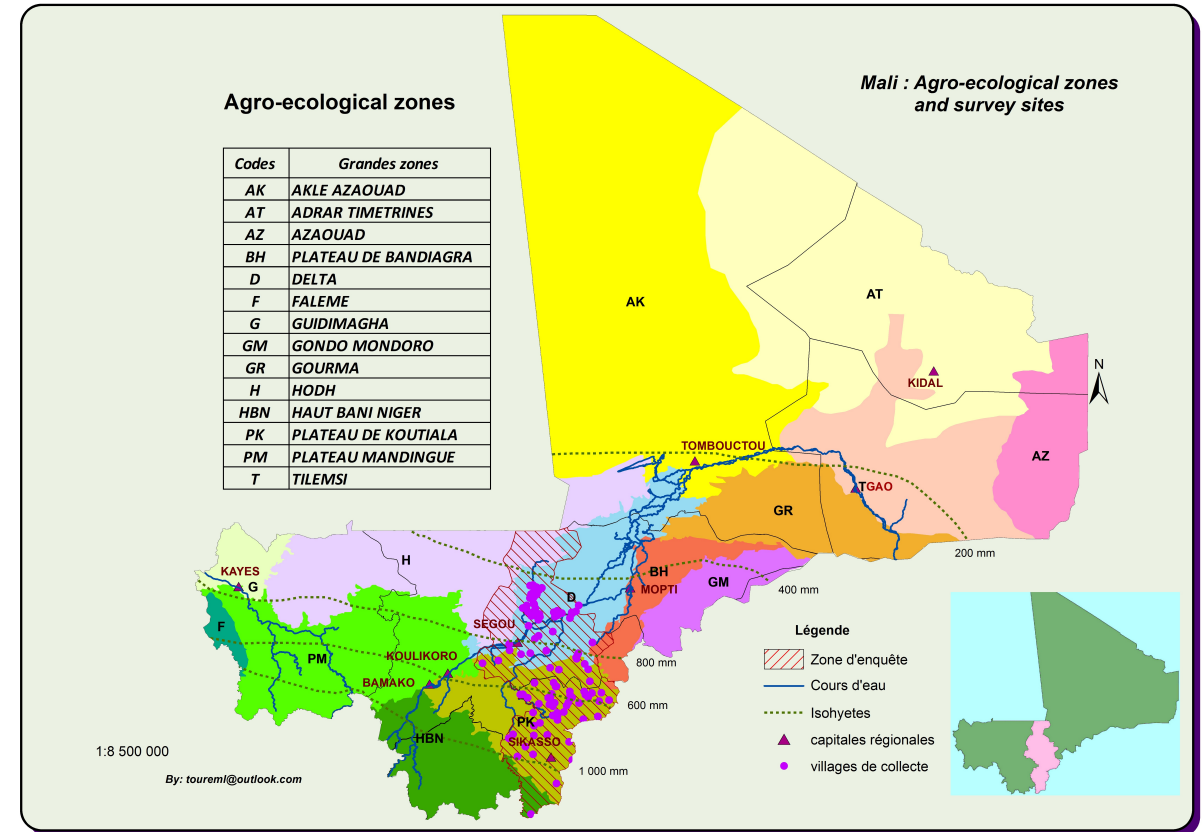 Mali : Agro-ecological zones
and survey sites
Agro-ecological zones
Codes Grandes zones
AK AKLE AZAOUAD
AT ADRAR TIMETRINES
AZ AZAOUAD
BH PLATEAU DE BANDIAGRA
D DELTA
F FALEME
G GUIDIMAGHA
GM GONDO MONDORO
GR GOURMA
H HODH
HBN HAUT BANI NIGER
PK PLATEAU DE KOUTIALA
PM PLATEAU MANDINGUE
T TILEMSI
AK
AT
N
KIDAL
TOMBOUCTOU
AZ
T GAO
GR
200 mm
H
BH
KAYES
G
GM
MOPTI
400 mm
D
F
SEGOU
Légende
PM
KOULIKORO
800 mm
Zone d'enquête
BAMAKO
Cours d'eau
600 mm
Isohyetes
PK
HBN
SIKASSO
capitales régionales
1:8 500 000
villages de collecte
1 000 mm
By: toureml@outlook.com